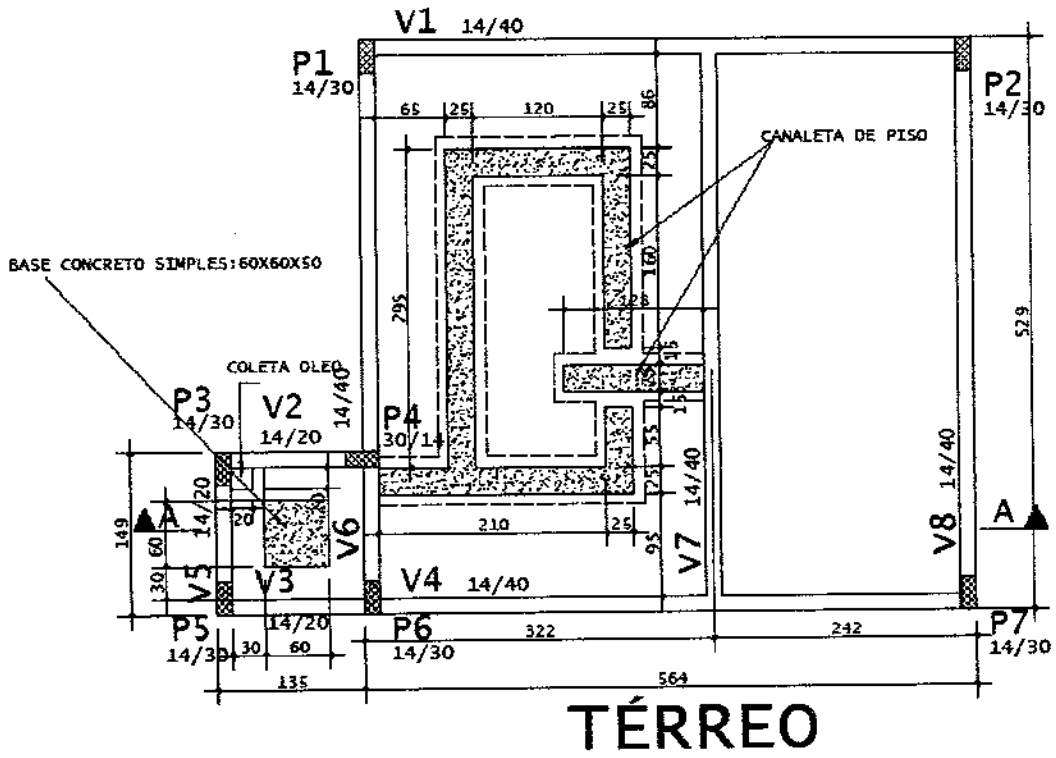 V1 14/40
P1
14/30
P2
14/30
65 25 120 25
86
CANALETA DE PISO
25
BASE CONCRETO SIMPLES:60X60X50
160
295
128
529
15
COLETA OLEO
14/40
P3
14/30
V2
14/20
P4
30/14
15
55
25
14/40
14/40
14/20
A
20
V6
149
60
210 25
95
V7
V8
A
30
V5
V3
V4 14/40
14/20
P5
14/30
30 60
P6
14/30
322
242
P7
14/30
135
564
TÉRREO